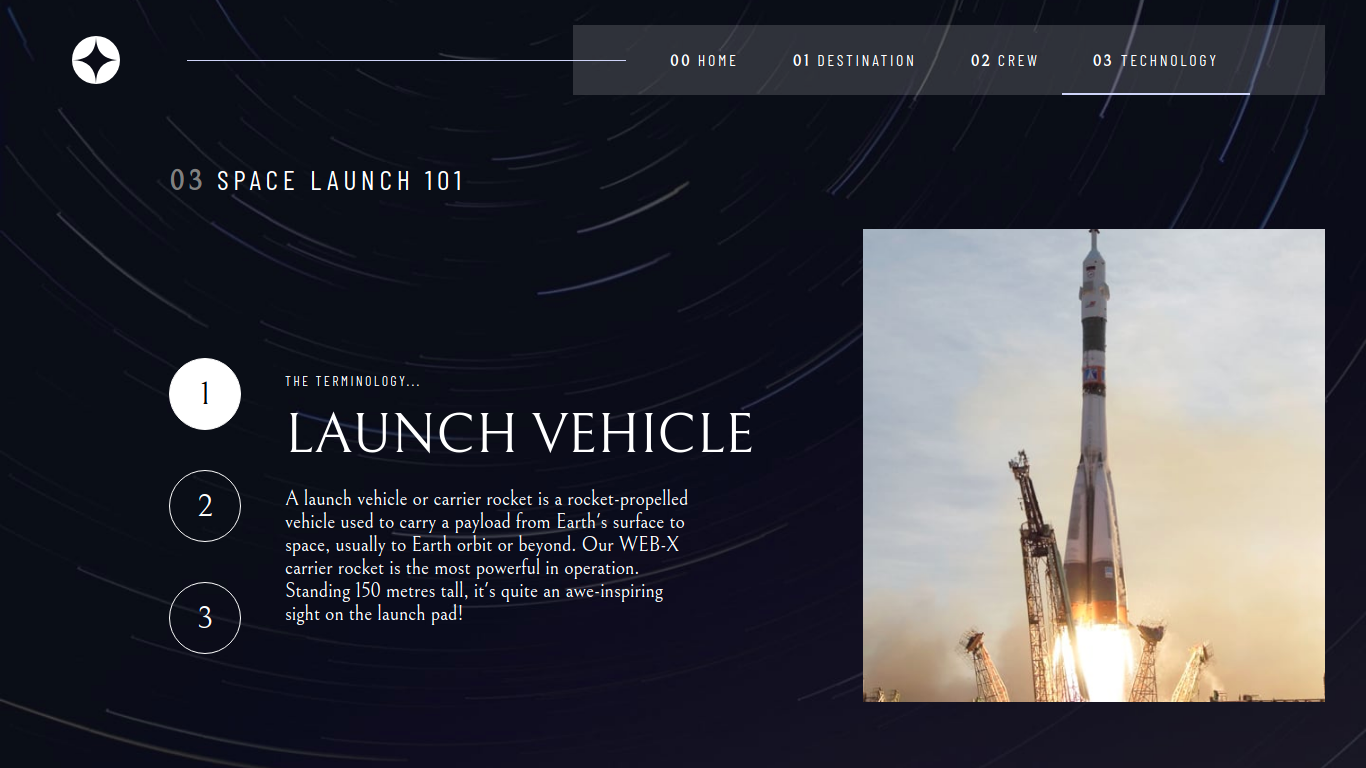 00 HOME 01 DESTINATION 02 CREW 03 TECHNOLOGY
03 SPACE LAUNCH 101
1
THE TERMINOLOGY...
LAUNCH VEHICLE
2
A launch vehicle or carrier rocket is a rocket-propelled
vehicle used to carry a payload from Earth's surface to
space, usually to Earth orbit or beyond. Our WEB-X
carrier rocket is the most powerful in operation.
Standing 150 metres tall, it's quite an awe-inspiring
sight on the launch pad!
3